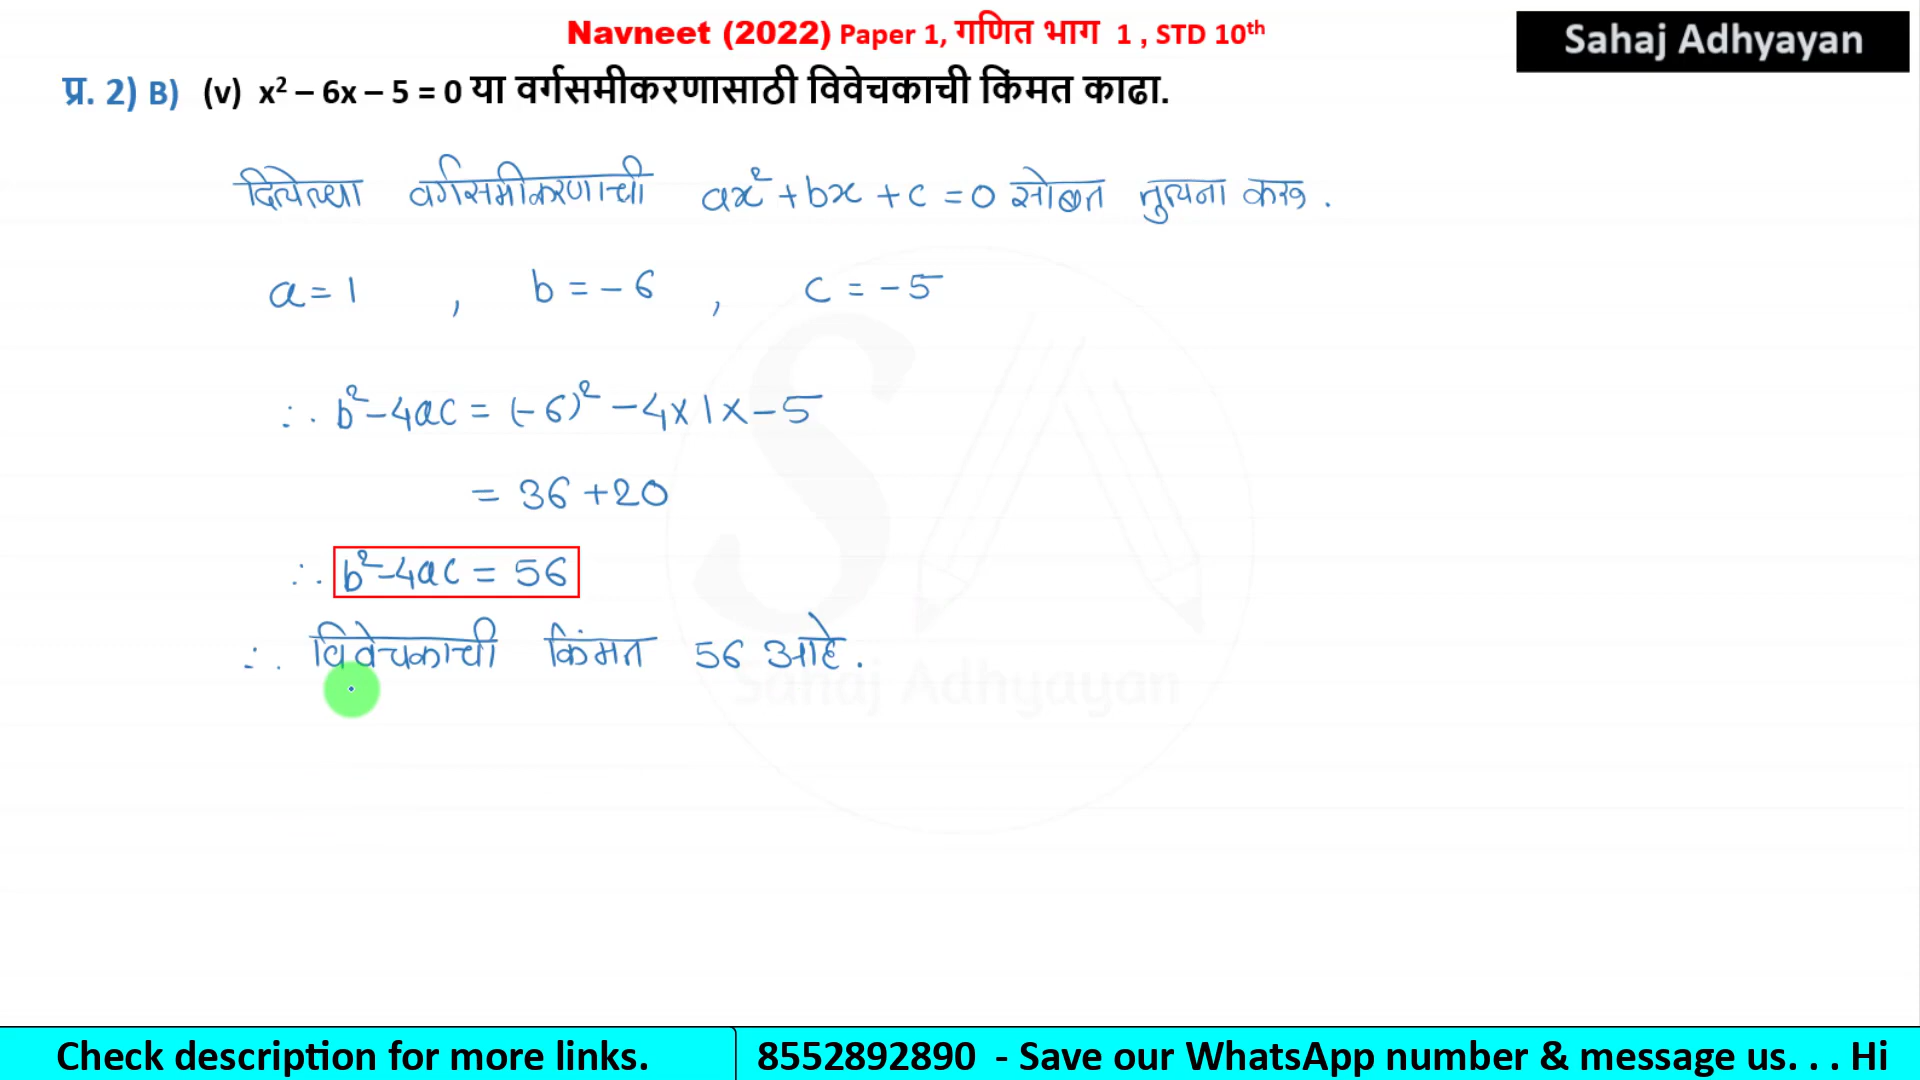 Navneet (2022) Paper 1, गणित भाग 1 , STD 10th
Sahaj Adhyayan
प्र. 2) B) (v) x² – 6x – 5 = 0 या वर्गसमीकरणासाठी विवेचकाची किंमत काढा.
दिलेल्या वर्गसमीकरणाची ax² + bx + c = 0 सोबत तुलना करू .
a = 1 , b = – 6 , c = – 5
∴ b² – 4ac = (– 6)² – 4 x 1 x – 5
= 36 + 20
∴ b² – 4ac = 56
∴ विवेचकाची किंमत 56 आहे .
Sahaj Adhyayan
Check description for more links.
8552892890 - Save our WhatsApp number & message us. . . Hi